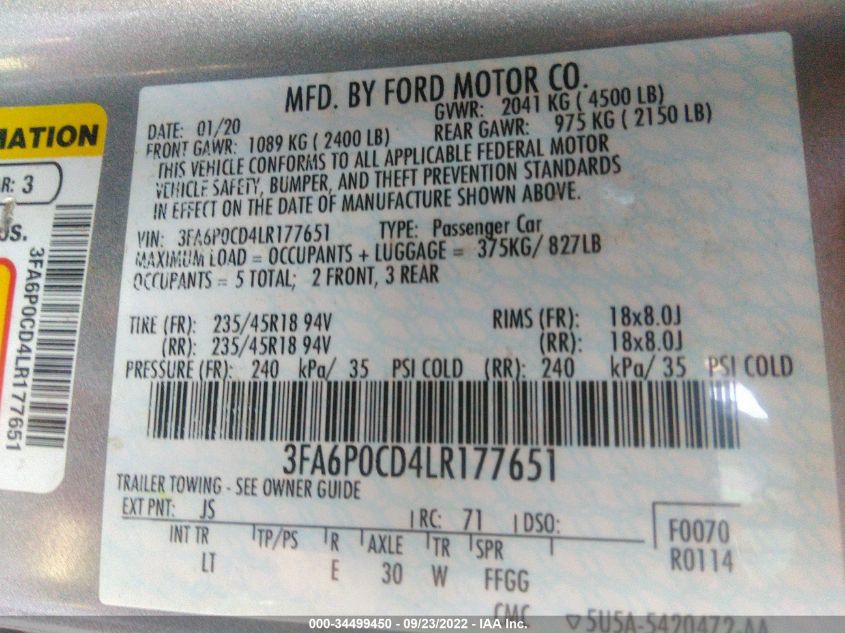 MFD. BY FORD MOTOR CO.
DATE: 01/20 GVWR: 2041 KG ( 4500 LB)
FRONT GAWR: 1089 KG ( 2400 LB) REAR GAWR: 975 KG ( 2150 LB)
THIS VEHICLE CONFORMS TO ALL APPLICABLE FEDERAL MOTOR
VEHICLE SAFETY, BUMPER, AND THEFT PREVENTION STANDARDS
IN EFFECT ON THE DATE OF MANUFACTURE SHOWN ABOVE.
VIN: 3FA6P0CD4LR177651 TYPE: Passenger Car
MAXIMUM LOAD = OCCUPANTS + LUGGAGE = 375KG/ 827LB
OCCUPANTS = 5 TOTAL; 2 FRONT, 3 REAR
TIRE (FR): 235/45R18 94V RIMS (FR): 18x8.0J
(RR): 235/45R18 94V (RR): 18x8.0J
PRESSURE (FR): 240 kPa/ 35 PSI COLD (RR): 240 kPa/ 35 PSI COLD
3FA6P0CD4LR177651
TRAILER TOWING - SEE OWNER GUIDE
EXT PNT: JS RC: 71 DSO:
INT TR TP/PS R AXLE TR SPR
LT E 30 W FFGG
F0070
R0114
CMC 5U5A-5420472-AA
MATION
R: 3
US.
3FA6P0CD4LR177651
000-34499450 - 09/23/2022 - IAA Inc.